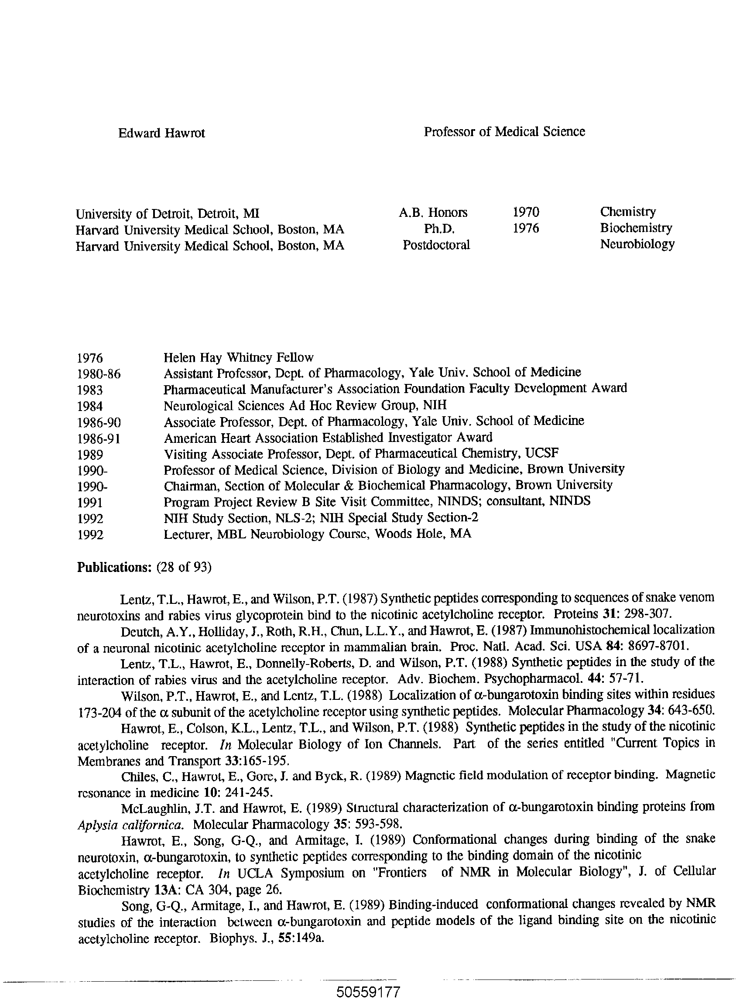 Edward Hawrot Professor of Medical Science
University of Detroit, Detroit, MI A.B. Honors 1970 Chemistry
Harvard University Medical School, Boston, MA Ph.D. 1976 Biochemistry
Harvard University Medical School, Boston, MA Postdoctoral Neurobiology
1976 Helen Hay Whitney Fellow
1980-86 Assistant Professor, Dept. of Pharmacology, Yale Univ. School of Medicine
1983 Pharmaceutical Manufacturer's Association Foundation Faculty Development Award
1984 Neurological Sciences Ad Hoc Review Group, NIH
1986-90 Associate Professor, Dept. of Pharmacology, Yale Univ. School of Medicine
1986-91 American Heart Association Established Investigator Award
1989 Visiting Associate Professor, Dept. of Pharmaceutical Chemistry, UCSF
1990- Professor of Medical Science, Division of Biology and Medicine, Brown University
1990- Chairman, Section of Molecular & Biochemical Pharmacology, Brown University
1991 Program Project Review B Site Visit Committee, NINDS; consultant, NINDS
1992 NIH Study Section, NLS-2; NIH Special Study Section-2
1992 Lecturer, MBL Neurobiology Course, Woods Hole, MA
Publications: (28 of 93)
Lentz, T.L., Hawrot, E., and Wilson, P.T. (1987) Synthetic peptides corresponding to sequences of snake venom
neurotoxins and rabies virus glycoprotein bind to the nicotinic acetylcholine receptor. Proteins 31: 298-307.
Deutch, A.Y., Holliday, J., Roth, R.H., Chun, L.L.Y., and Hawrot, E. (1987) Immunohistochemical localization
of a neuronal nicotinic acetylcholine receptor in mammalian brain. Proc. Natl. Acad. Sci. USA 84: 8697-8701.
Lentz, T.L., Hawrot, E., Donnelly-Roberts, D. and Wilson, P.T. (1988) Synthetic peptides in the study of the
interaction of rabies virus and the acetylcholine receptor. Adv. Biochem. Psychopharmacol. 44: 57-71.
Wilson, P.T., Hawrot, E., and Lentz, T.L. (1988) Localization of α-bungarotoxin binding sites within residues
173-204 of the α subunit of the acetylcholine receptor using synthetic peptides. Molecular Pharmacology 34: 643-650.
Hawrot, E., Colson, K.L., Lentz, T.L., and Wilson, P.T. (1988) Synthetic peptides in the study of the nicotinic
acetylcholine receptor. In Molecular Biology of Ion Channels. Part of the series entitled "Current Topics in
Membranes and Transport 33:165-195.
Chiles, C., Hawrot, E., Gore, J. and Byck, R. (1989) Magnetic field modulation of receptor binding. Magnetic
resonance in medicine 10: 241-245.
McLaughlin, J.T. and Hawrot, E. (1989) Structural characterization of α-bungarotoxin binding proteins from
Aplysia californica. Molecular Pharmacology 35: 593-598.
Hawrot, E., Song, G-Q., and Armitage, I. (1989) Conformational changes during binding of the snake
neurotoxin, α-bungarotoxin, to synthetic peptides corresponding to the binding domain of the nicotinic
acetylcholine receptor. In UCLA Symposium on "Frontiers of NMR in Molecular Biology", J. of Cellular
Biochemistry 13A: CA 304, page 26.
Song, G-Q., Armitage, I., and Hawrot, E. (1989) Binding-induced conformational changes revealed by NMR
studies of the interaction between α-bungarotoxin and peptide models of the ligand binding site on the nicotinic
acetylcholine receptor. Biophys. J., 55:149a.
50559177